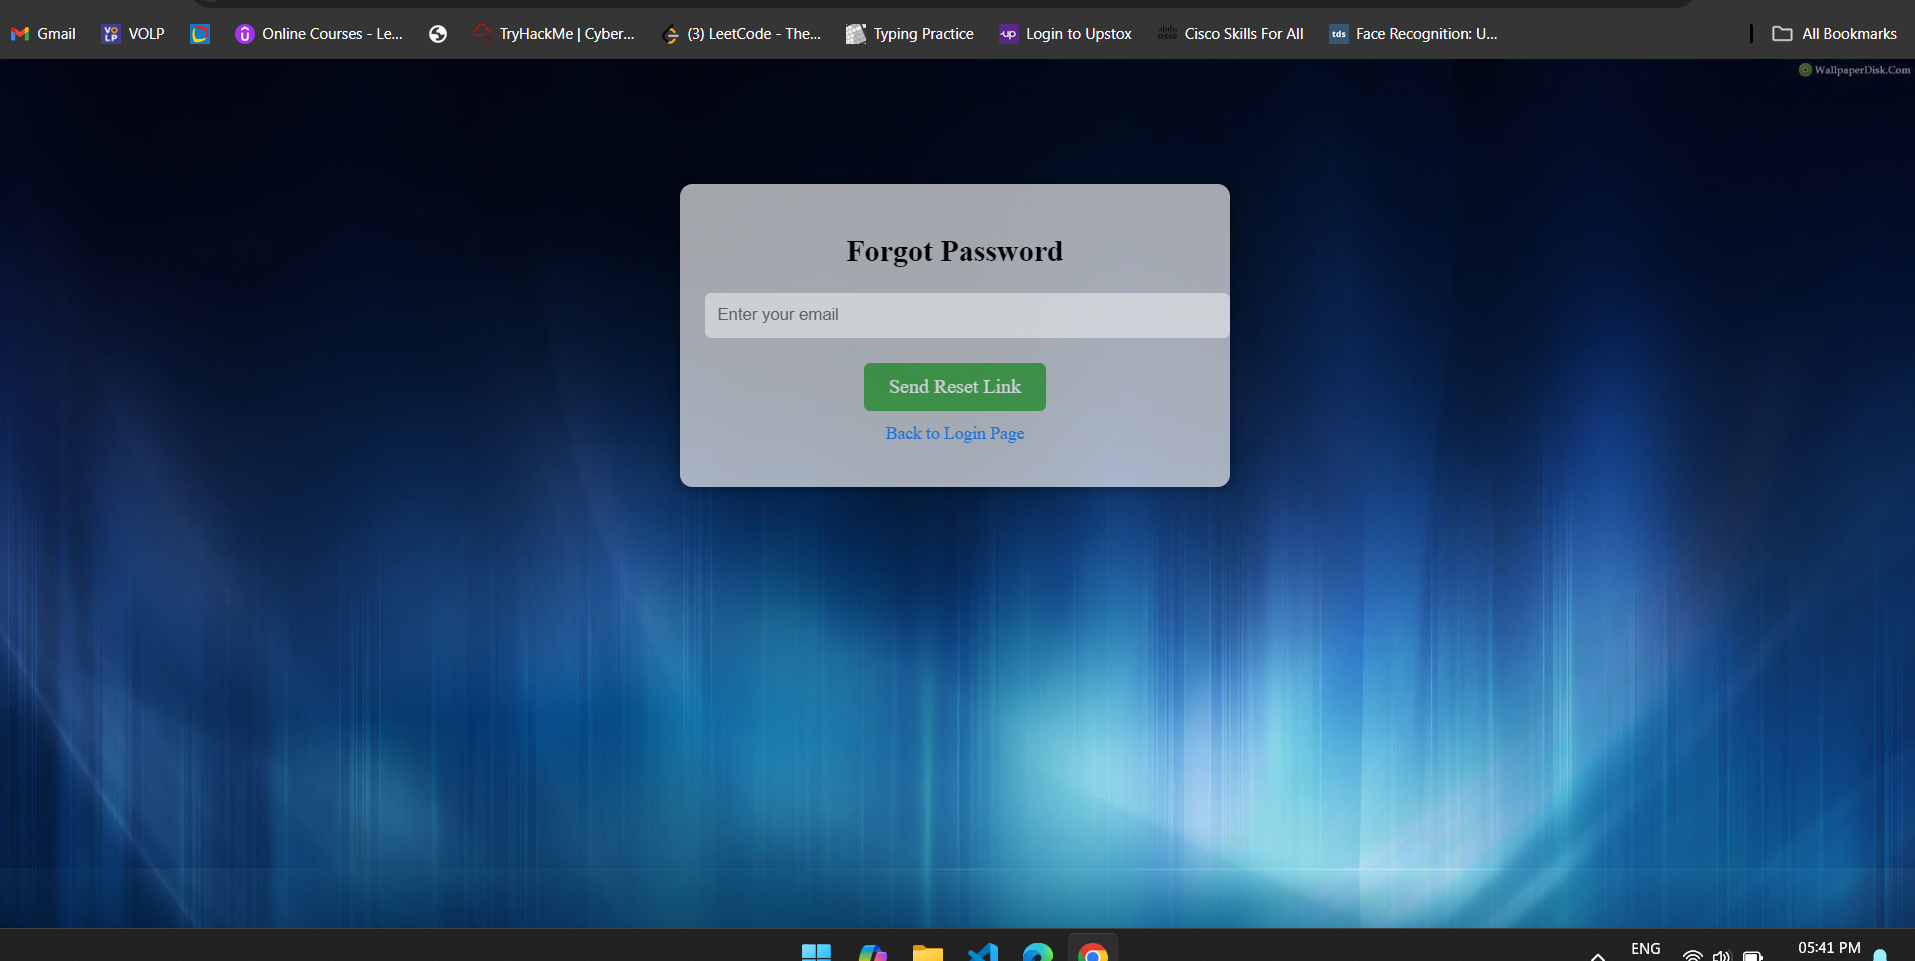 Gmail VOLP Online Courses - Le... TryHackMe | Cyber... (3) LeetCode - The... Typing Practice Login to Upstox Cisco Skills For All tds Face Recognition: U... All Bookmarks
WallpaperDisk.Com
Forgot Password
Enter your email
Send Reset Link
Back to Login Page
ENG 05:41 PM